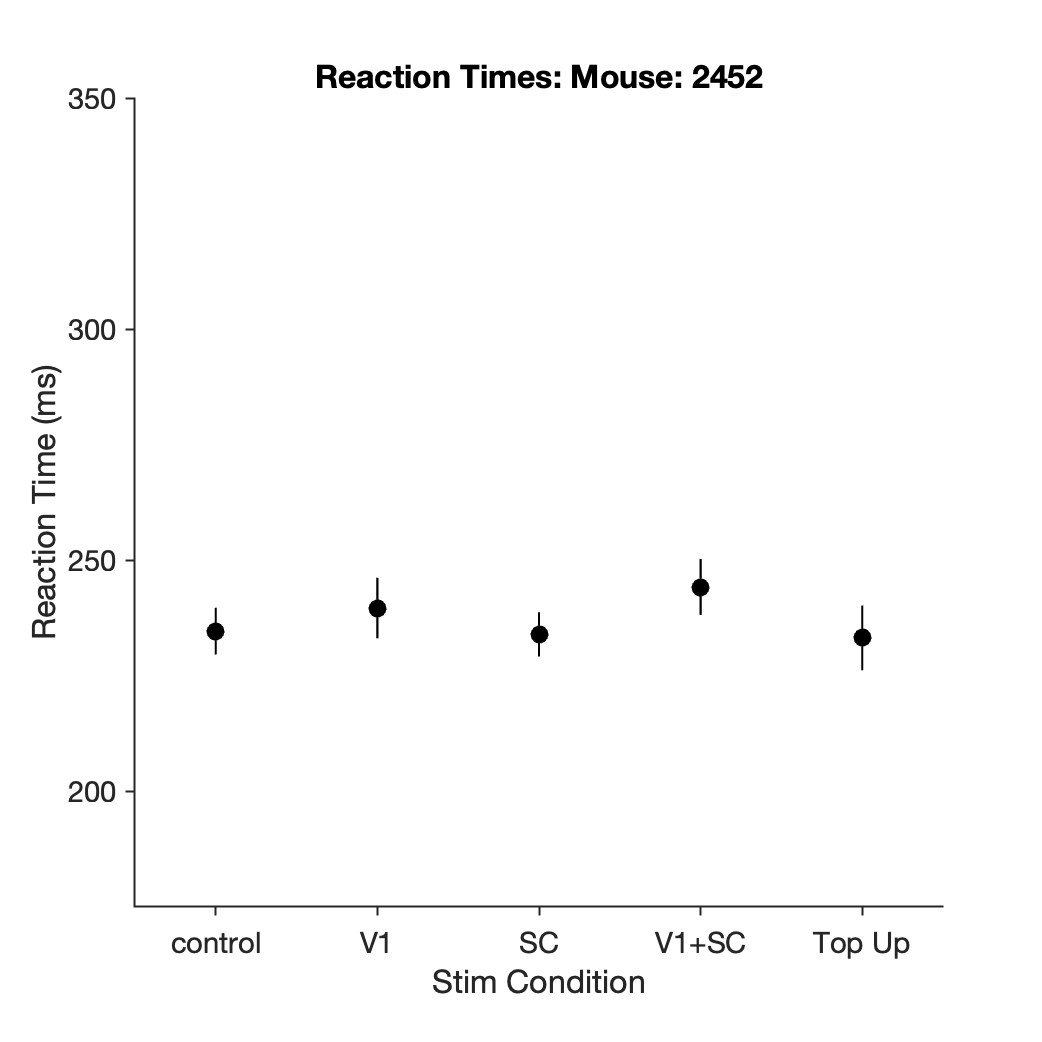 Reaction Times: Mouse: 2452
350
300
250
200
Reaction Time (ms)
control V1 SC V1+SC Top Up
Stim Condition